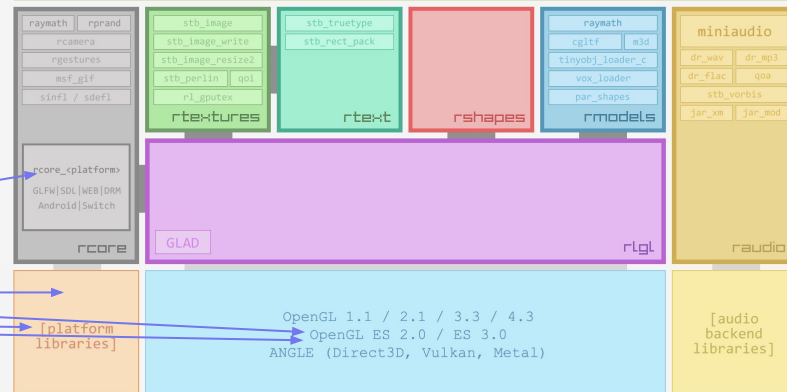 raymath rprand
rcamera
rgestures
msf_gif
sinfl / sdefl
rcore_<platform>
GLFW|SDL|WEB|DRM
Android|Switch
rcore
stb_image
stb_image_write
stb_image_resize2
stb_perlin qoi
rl_gputex
rtextures
stb_truetype
stb_rect_pack
rtext
rshapes
raymath
cgltf m3d
tinyobj_loader_c
vox_loader
par_shapes
rmodels
miniaudio
dr_wav dr_mp3
dr_flac qoa
stb_vorbis
jar_xm jar_mod
raudio
GLAD
rlgl
[platform
libraries]
OpenGL 1.1 / 2.1 / 3.3 / 4.3
OpenGL ES 2.0 / ES 3.0
ANGLE (Direct3D, Vulkan, Metal)
[audio
backend
libraries]